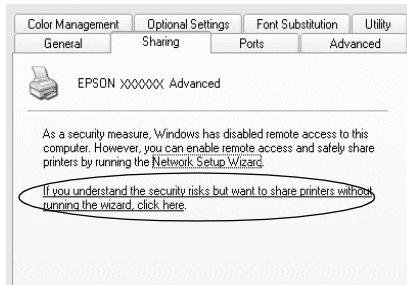 Color Management Optional Settings Font Substitution Utility
General Sharing Ports Advanced
EPSON XXXXXX Advanced
As a security measure, Windows has disabled remote access to this
computer. However, you can enable remote access and safely share
printers by running the Network Setup Wizard.
If you understand the security risks but want to share printers without
running the wizard, click here.